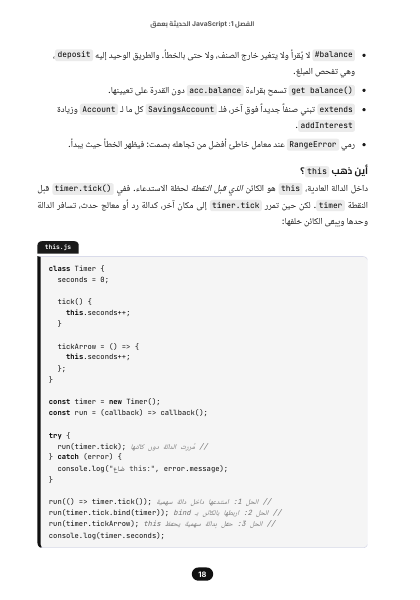 الفصل 1: JavaScript الحديثة بعمق
• #balance لا يُقرأ ولا يتغير خارج الصنف، ولا حتى بالخطأ. والطريق الوحيد إليه deposit،
وهي تفحص المبلغ.
• get balance() تسمح بقراءة acc.balance دون القدرة على تعيينها.
• extends تبني صنفاً جديداً فوق آخر، فلـ SavingsAccount كل ما لـ Account وزيادة
addInterest.
• رمي RangeError عند معامل خاطئ أفضل من تجاهله بصمت: فيظهر الخطأ حيث يبدأ.
أين ذهب this؟
داخل الدالة العادية، this هو الكائن الذي قبل النقطة لحظة الاستدعاء. ففي timer.tick() قبل
النقطة timer. لكن حين تمرر timer.tick إلى مكان آخر، كدالة رد أو معالج حدث، تسافر الدالة
وحدها ويبقى الكائن خلفها:
this.js
class Timer {
  seconds = 0;
  tick() {
    this.seconds++;
  }
  tickArrow = () => {
    this.seconds++;
  };
}
const timer = new Timer();
const run = (callback) => callback();
try {
  run(timer.tick); // مُررت الدالة دون كائنها
} catch (error) {
  console.log("ضاع this:", error.message);
}
run(() => timer.tick()); // الحل 1: استدعها داخل دالة سهمية
run(timer.tick.bind(timer)); // الحل 2: اربطها بالكائن بـ bind
run(timer.tickArrow); // الحل 3: حقل بدالة سهمية يحفظ this
console.log(timer.seconds);
18